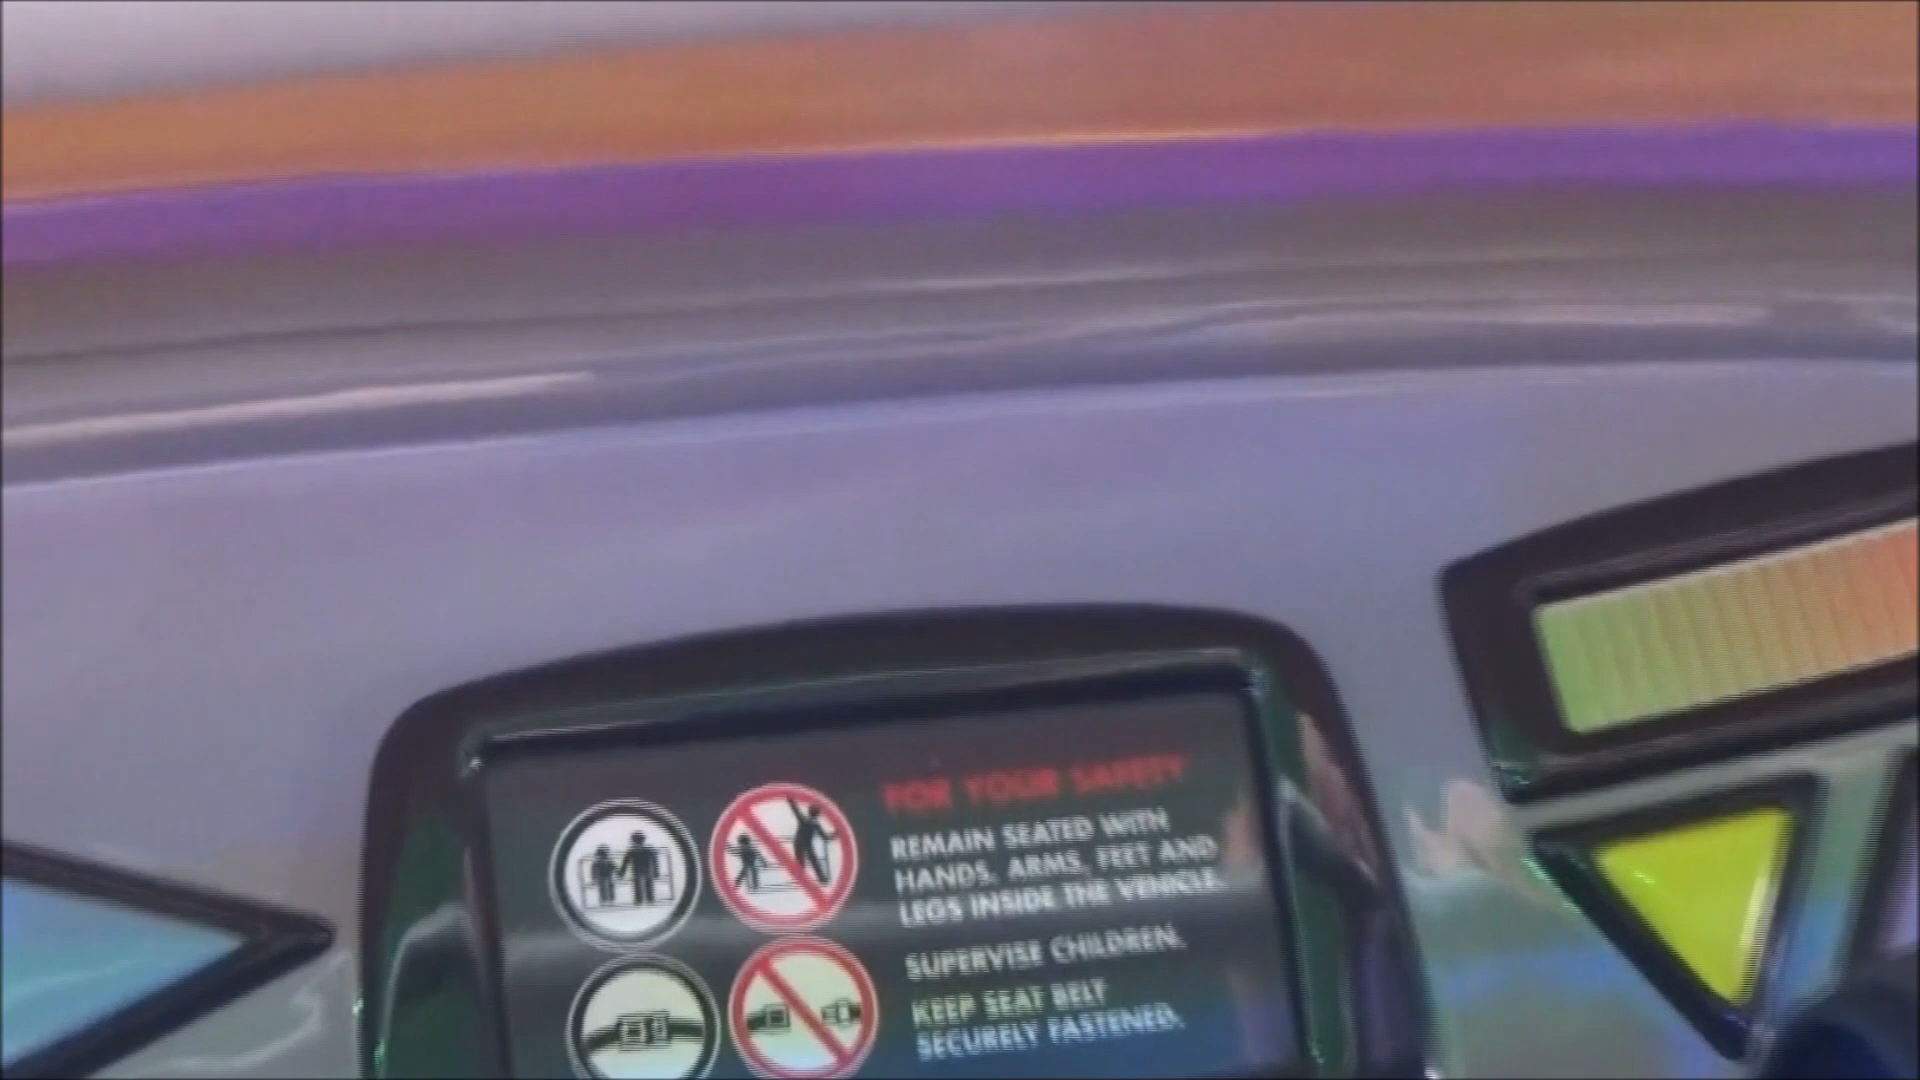 FOR YOUR SAFETY
REMAIN SEATED WITH
HANDS, ARMS, FEET AND
LEGS INSIDE THE VEHICLE.
SUPERVISE CHILDREN.
KEEP SEAT BELT
SECURELY FASTENED.